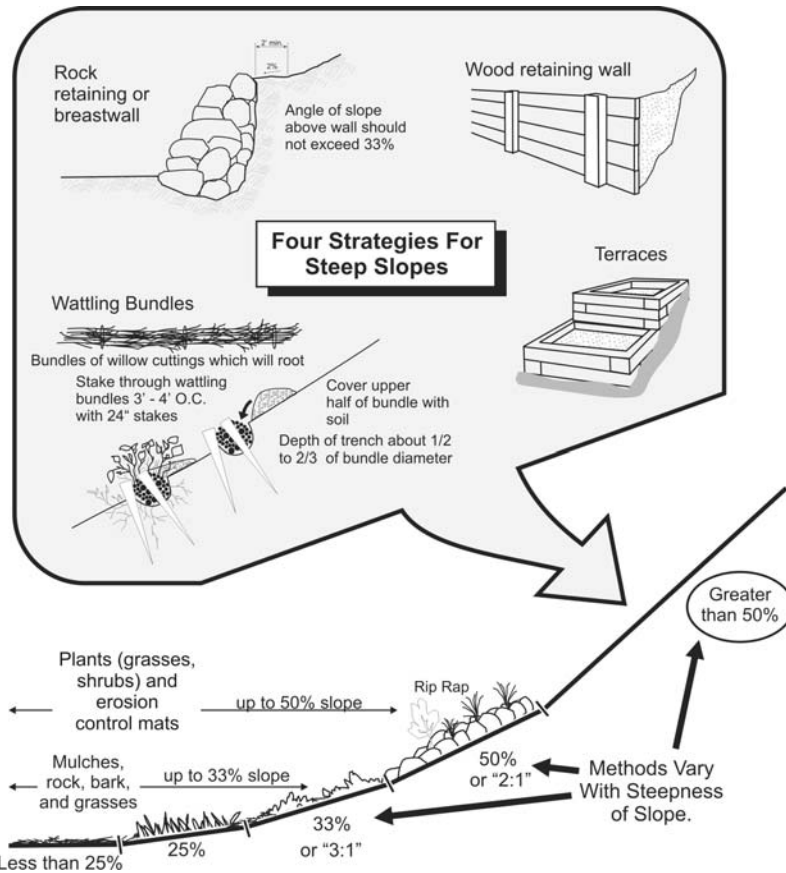 2' min.
2%
Rock
retaining or
breastwall
Angle of slope
above wall should
not exceed 33%
Wood retaining wall
Four Strategies For
Steep Slopes
Terraces
Wattling Bundles
Bundles of willow cuttings which will root
Stake through wattling
bundles 3' - 4' O.C.
with 24" stakes
Cover upper
half of bundle with
soil
Depth of trench about 1/2
to 2/3 of bundle diameter
Greater
than 50%
Plants (grasses,
shrubs) and
erosion
control mats
up to 50% slope
Rip Rap
Mulches,
rock, bark,
and grasses
up to 33% slope
50%
or "2:1"
Methods Vary
With Steepness
of Slope.
33%
or "3:1"
25%
Less than 25%